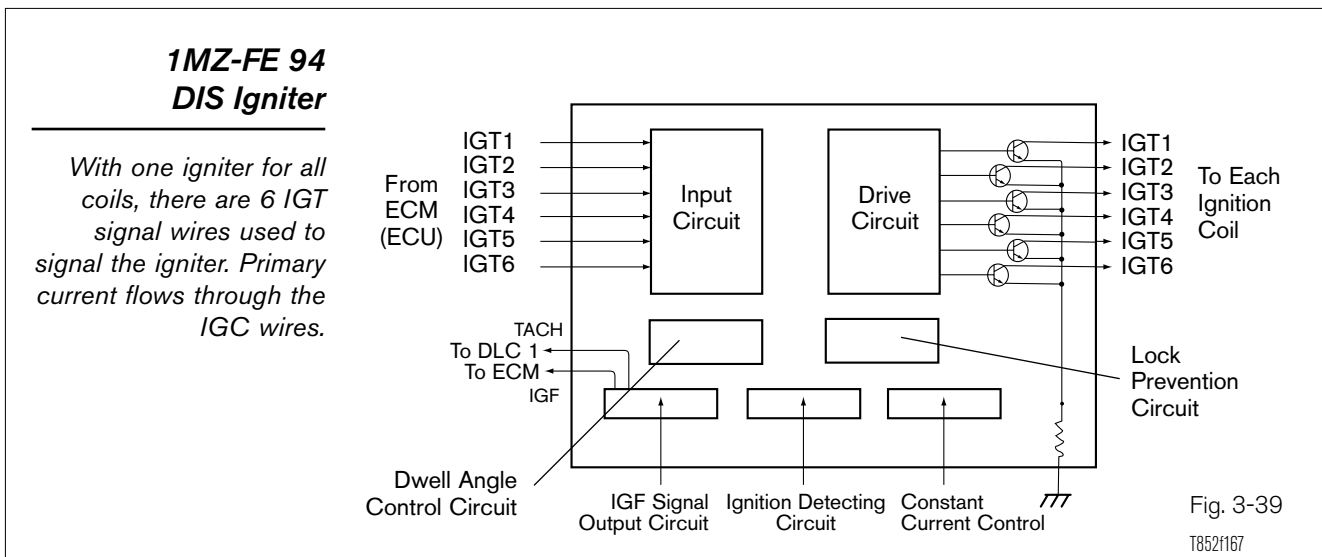 1MZ-FE 94
DIS Igniter
With one igniter for all
coils, there are 6 IGT
signal wires used to
signal the igniter. Primary
current flows through the
IGC wires.
From
ECM
(ECU)
IGT1
IGT2
IGT3
IGT4
IGT5
IGT6
Input
Circuit
Drive
Circuit
IGT1
IGT2
IGT3
IGT4
IGT5
IGT6
To Each
Ignition
Coil
TACH
To DLC 1
To ECM
IGF
Lock
Prevention
Circuit
Dwell Angle
Control Circuit
IGF Signal
Output Circuit
Ignition Detecting
Circuit
Constant
Current Control
Fig. 3-39
T852f167